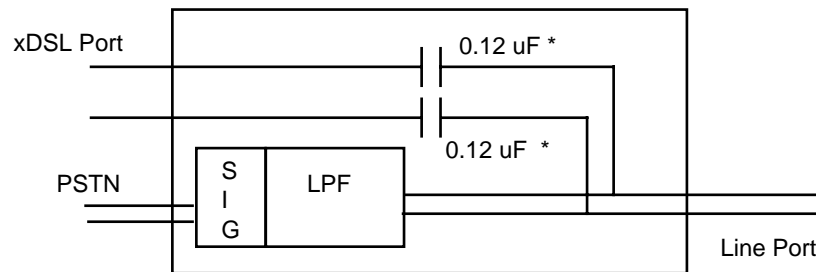 xDSL Port
0.12 uF *
0.12 uF *
PSTN
S
I
G
LPF
Line Port